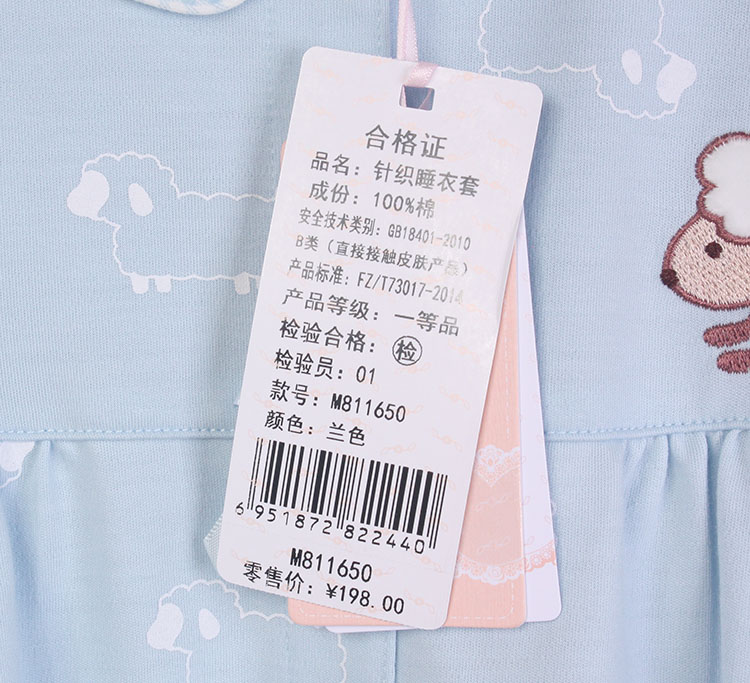 合格证
品名：针织睡衣套
成份：100%棉
安全技术类别：GB18401-2010
B类（直接接触皮肤产品）
产品标准：FZ/T73017-2014
产品等级：一等品
检验合格：检
检验员：01
款号：M811650
颜色：兰色
6 951872 822440
M811650
零售价：¥198.00